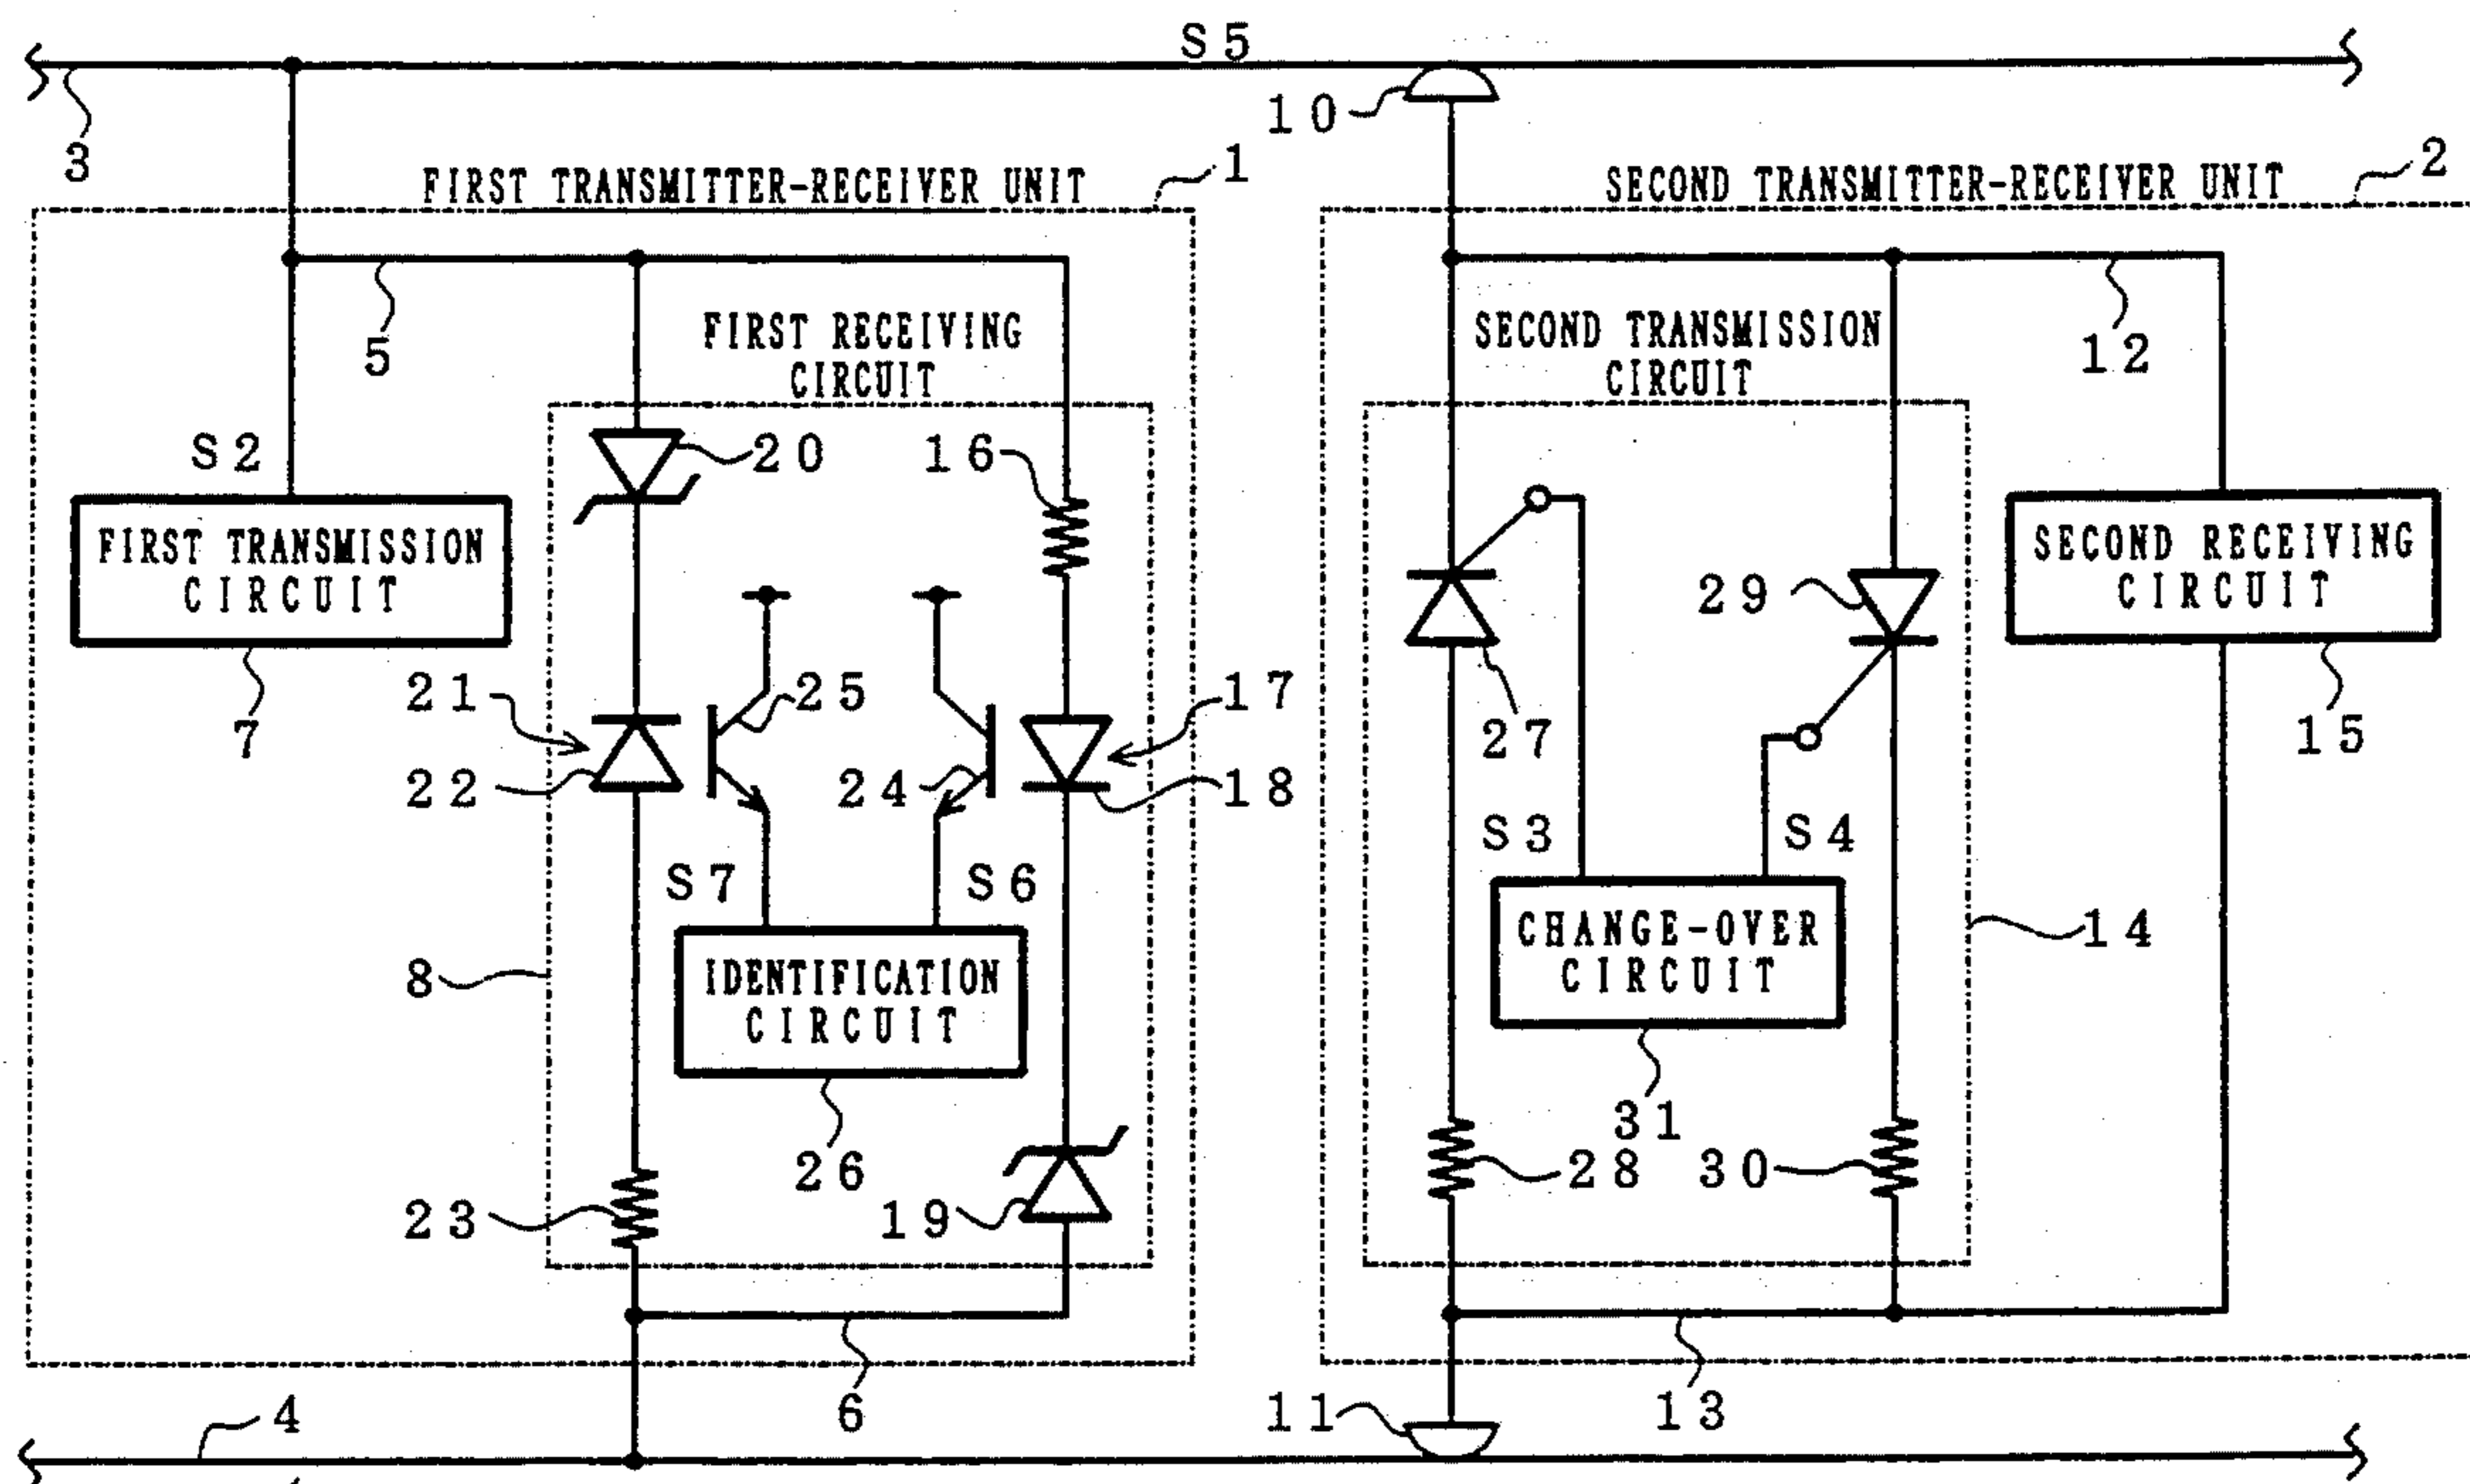 S5
10
3
FIRST TRANSMITTER-RECEIVER UNIT
1
SECOND TRANSMITTER-RECEIVER UNIT
2
5
FIRST RECEIVING
CIRCUIT
SECOND TRANSMISSION
CIRCUIT
12
S2
20
16
FIRST TRANSMISSION
CIRCUIT
7
29
SECOND RECEIVING
CIRCUIT
15
21
25
17
27
22
24
18
S3
S4
S7
S6
8
IDENTIFICATION
CIRCUIT
CHANGE-OVER
CIRCUIT
14
26
31
28
30
23
19
6
13
4
11